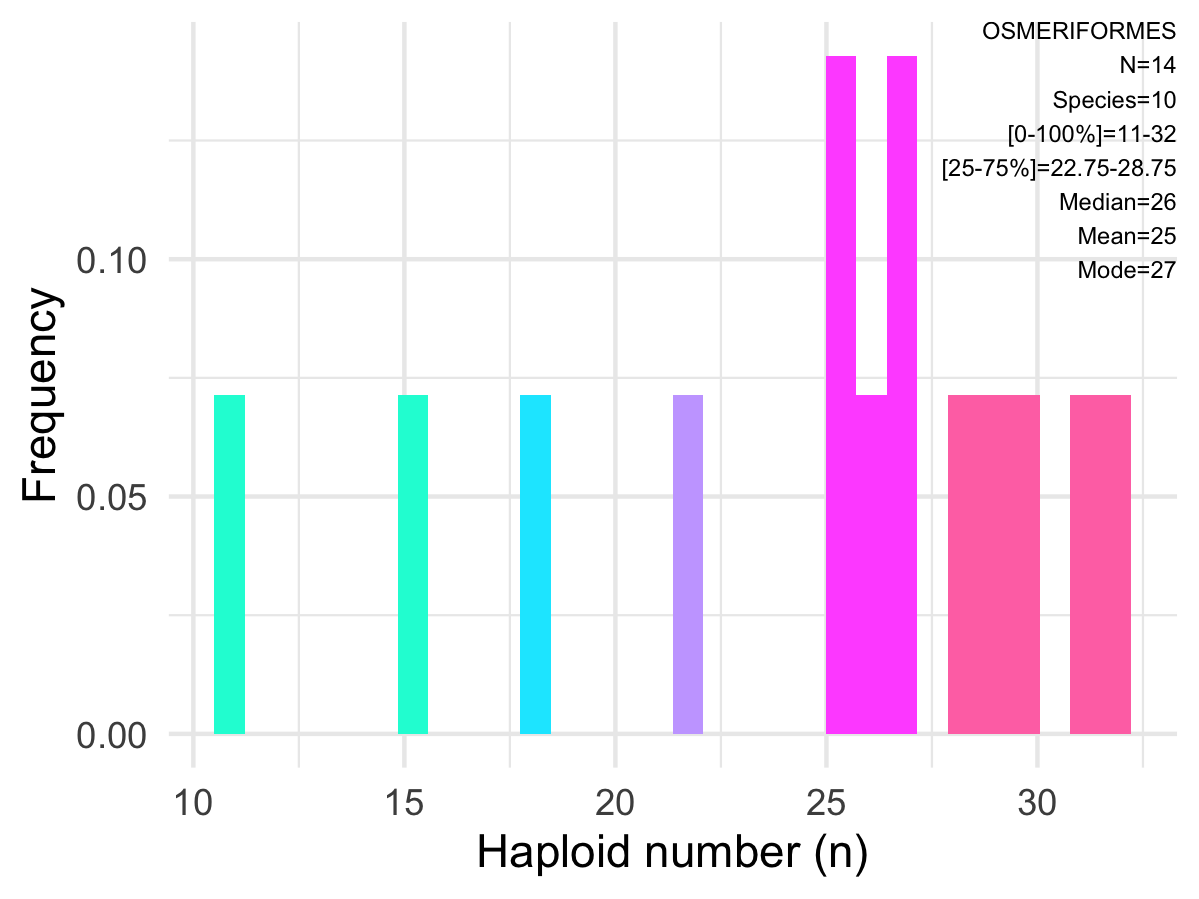 OSMERIFORMES
N=14
Species=10
[0-100%]=11-32
[25-75%]=22.75-28.75
Median=26
Mean=25
Mode=27
Frequency
0.10
0.05
0.00
10 15 20 25 30
Haploid number (n)